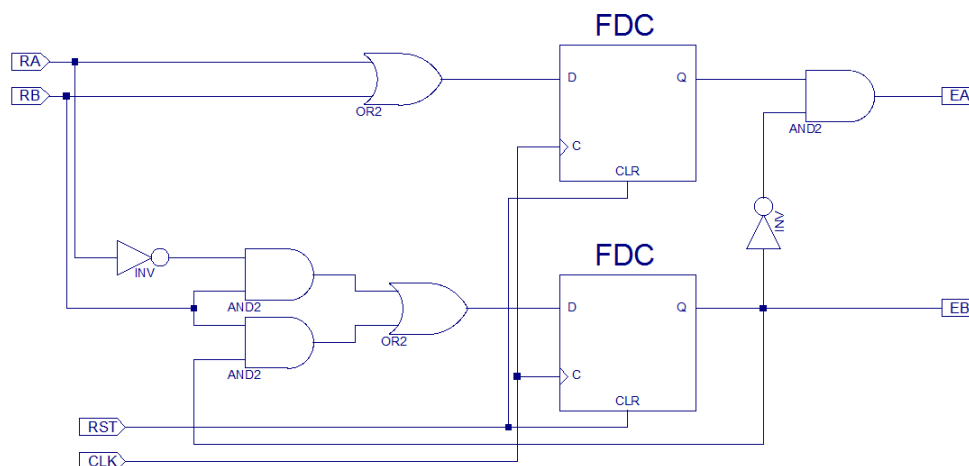 FDC
RA
RB
OR2
D
Q
C
CLR
AND2
EA
INV
FDC
INV
AND2
AND2
OR2
D
Q
C
CLR
EB
RST
CLK